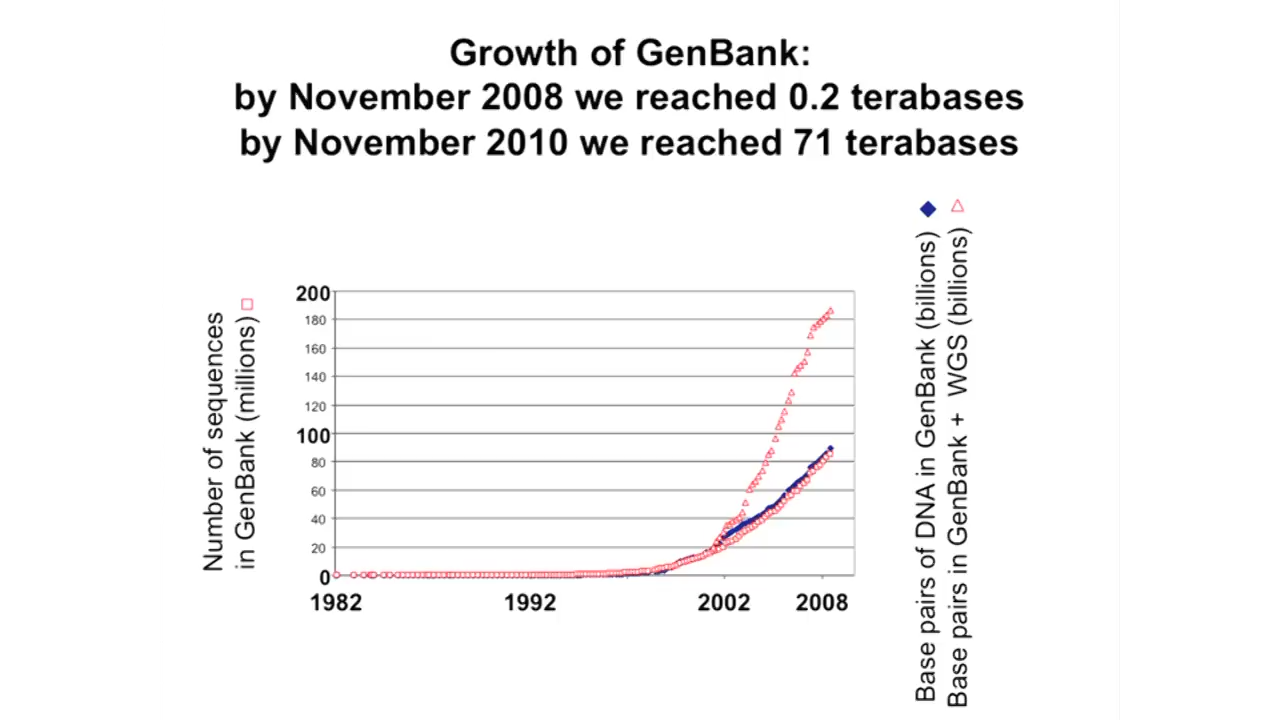 Growth of GenBank:
by November 2008 we reached 0.2 terabases
by November 2010 we reached 71 terabases
Number of sequences
in GenBank (millions)
200
180
160
140
120
100
80
60
40
20
0
1982
1992
2002
2008
Base pairs of DNA in GenBank (billions)
Base pairs in GenBank + WGS (billions)